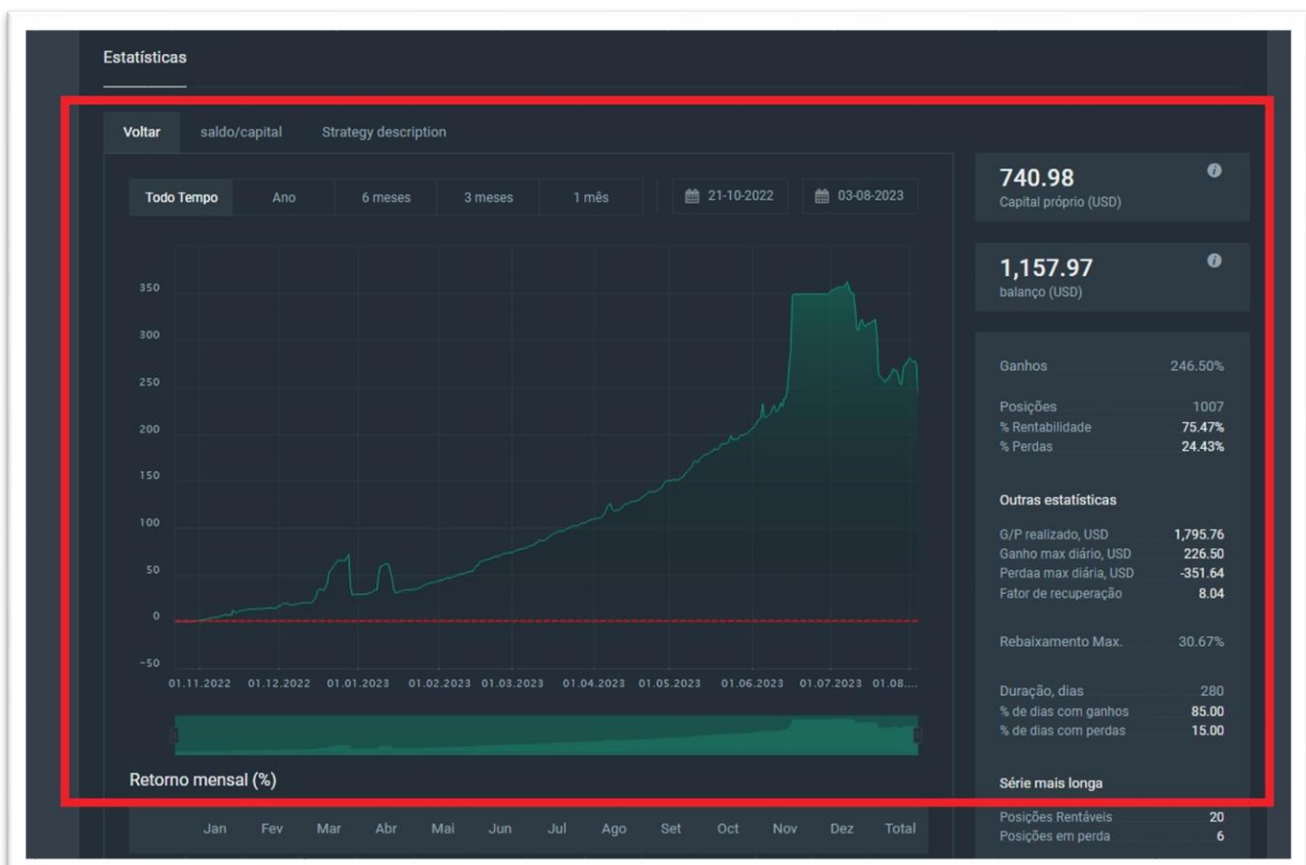 Estatísticas
Voltar saldo/capital Strategy description
Todo Tempo Ano 6 meses 3 meses 1 mês 21-10-2022 03-08-2023
350
300
250
200
150
100
50
0
−50
01.11.2022 01.12.2022 01.01.2023 01.02.2023 01.03.2023 01.04.2023 01.05.2023 01.06.2023 01.07.2023 01.08....
Retorno mensal (%)
Jan Fev Mar Abr Mai Jun Jul Ago Set Oct Nov Dez Total
740.98
Capital próprio (USD)
1,157.97
balanço (USD)
Ganhos 246.50%
Posições 1007
% Rentabilidade 75.47%
% Perdas 24.43%
Outras estatísticas
G/P realizado, USD 1,795.76
Ganho max diário, USD 226.50
Perdaa max diária, USD -351.64
Fator de recuperação 8.04
Rebaixamento Max. 30.67%
Duração, dias 280
% de dias com ganhos 85.00
% de dias com perdas 15.00
Série mais longa
Posições Rentáveis 20
Posições em perda 6